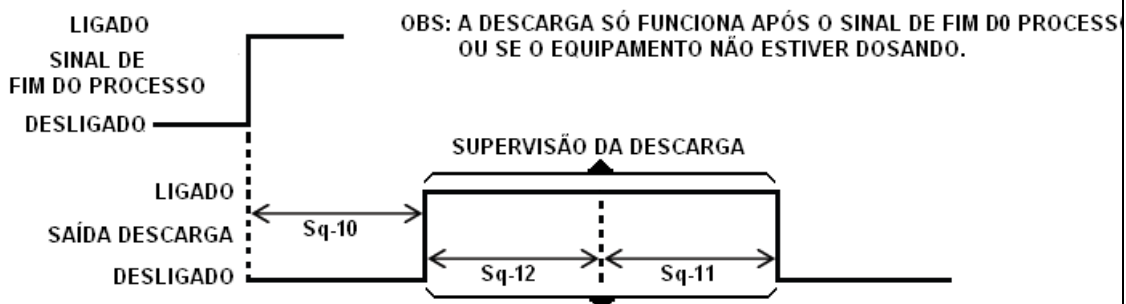 LIGADO
OBS: A DESCARGA SÓ FUNCIONA APÓS O SINAL DE FIM DO PROCESSO
OU SE O EQUIPAMENTO NÃO ESTIVER DOSANDO.
SINAL DE
FIM DO PROCESSO
DESLIGADO
SUPERVISÃO DA DESCARGA
LIGADO
Sq-10
SAÍDA DESCARGA
Sq-12
Sq-11
DESLIGADO